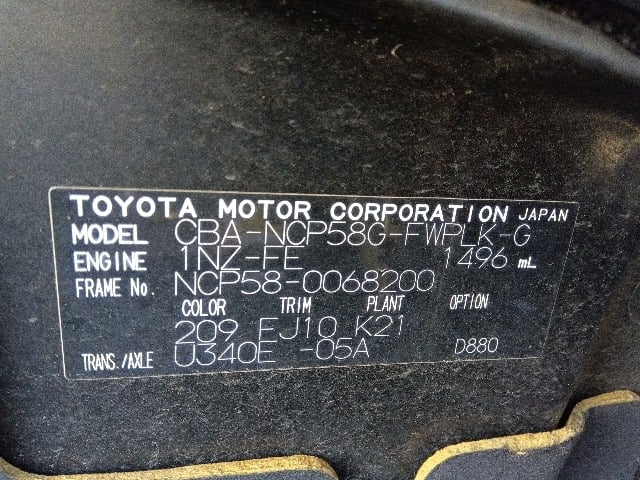 TOYOTA MOTOR CORPORATION JAPAN
MODEL CBA-NCP58G-FWPLK-G
ENGINE 1NZ-FE 1496 mL
FRAME No. NCP58-0068200
COLOR TRIM PLANT OPTION
209 FJ10 K21
TRANS./AXLE U340E -05A D880